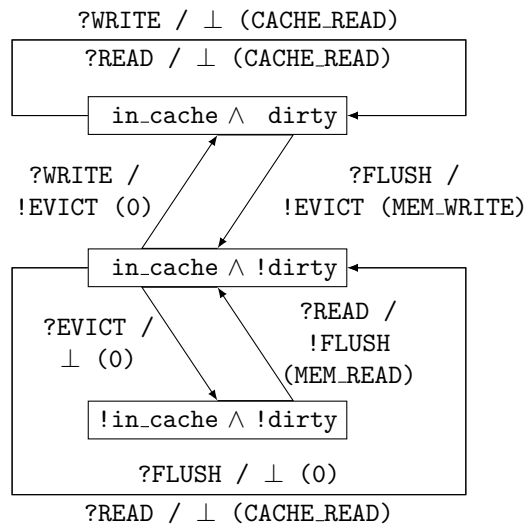 ?WRITE / ⊥ (CACHE_READ)
?READ / ⊥ (CACHE_READ)
in_cache ∧ dirty
?WRITE /
!EVICT (0)
?FLUSH /
!EVICT (MEM_WRITE)
in_cache ∧ !dirty
?EVICT /
⊥ (0)
?READ /
!FLUSH
(MEM_READ)
!in_cache ∧ !dirty
?FLUSH / ⊥ (0)
?READ / ⊥ (CACHE_READ)